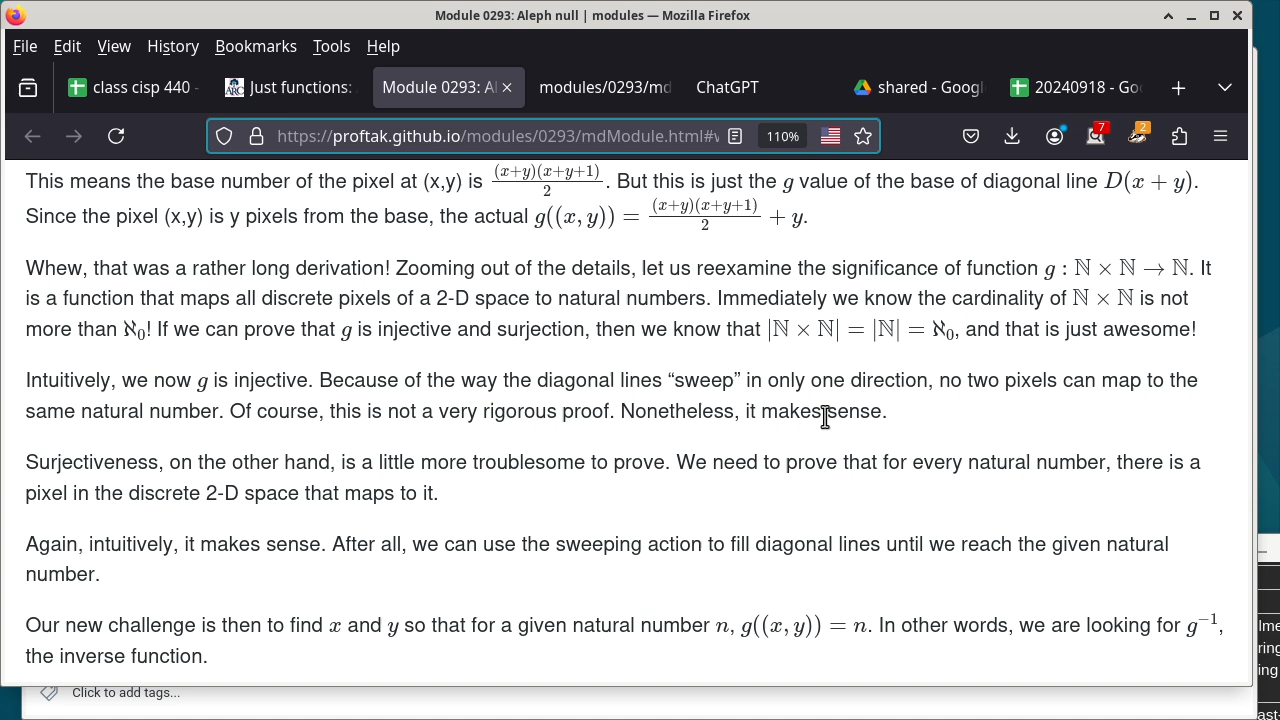 Module 0293: Aleph null | modules — Mozilla Firefox
File Edit View History Bookmarks Tools Help
class cisp 440 - Just functions: Module 0293: Al modules/0293/md ChatGPT shared - Googl 20240918 - Goo
https://proftak.github.io/modules/0293/mdModule.html# 110% 7 2
This means the base number of the pixel at (x,y) is \frac{(x+y)(x+y+1)}{2}. But this is just the g value of the base of diagonal line D(x + y).
Since the pixel (x,y) is y pixels from the base, the actual g((x, y)) = \frac{(x+y)(x+y+1)}{2} + y.
Whew, that was a rather long derivation! Zooming out of the details, let us reexamine the significance of function g : ℕ × ℕ → ℕ. It
is a function that maps all discrete pixels of a 2-D space to natural numbers. Immediately we know the cardinality of ℕ × ℕ is not
more than ℵ₀! If we can prove that g is injective and surjection, then we know that |ℕ × ℕ| = |ℕ| = ℵ₀, and that is just awesome!
Intuitively, we now g is injective. Because of the way the diagonal lines “sweep” in only one direction, no two pixels can map to the
same natural number. Of course, this is not a very rigorous proof. Nonetheless, it makes sense.
Surjectiveness, on the other hand, is a little more troublesome to prove. We need to prove that for every natural number, there is a
pixel in the discrete 2-D space that maps to it.
Again, intuitively, it makes sense. After all, we can use the sweeping action to fill diagonal lines until we reach the given natural
number.
Our new challenge is then to find x and y so that for a given natural number n, g((x, y)) = n. In other words, we are looking for g⁻¹,
the inverse function.
Click to add tags...